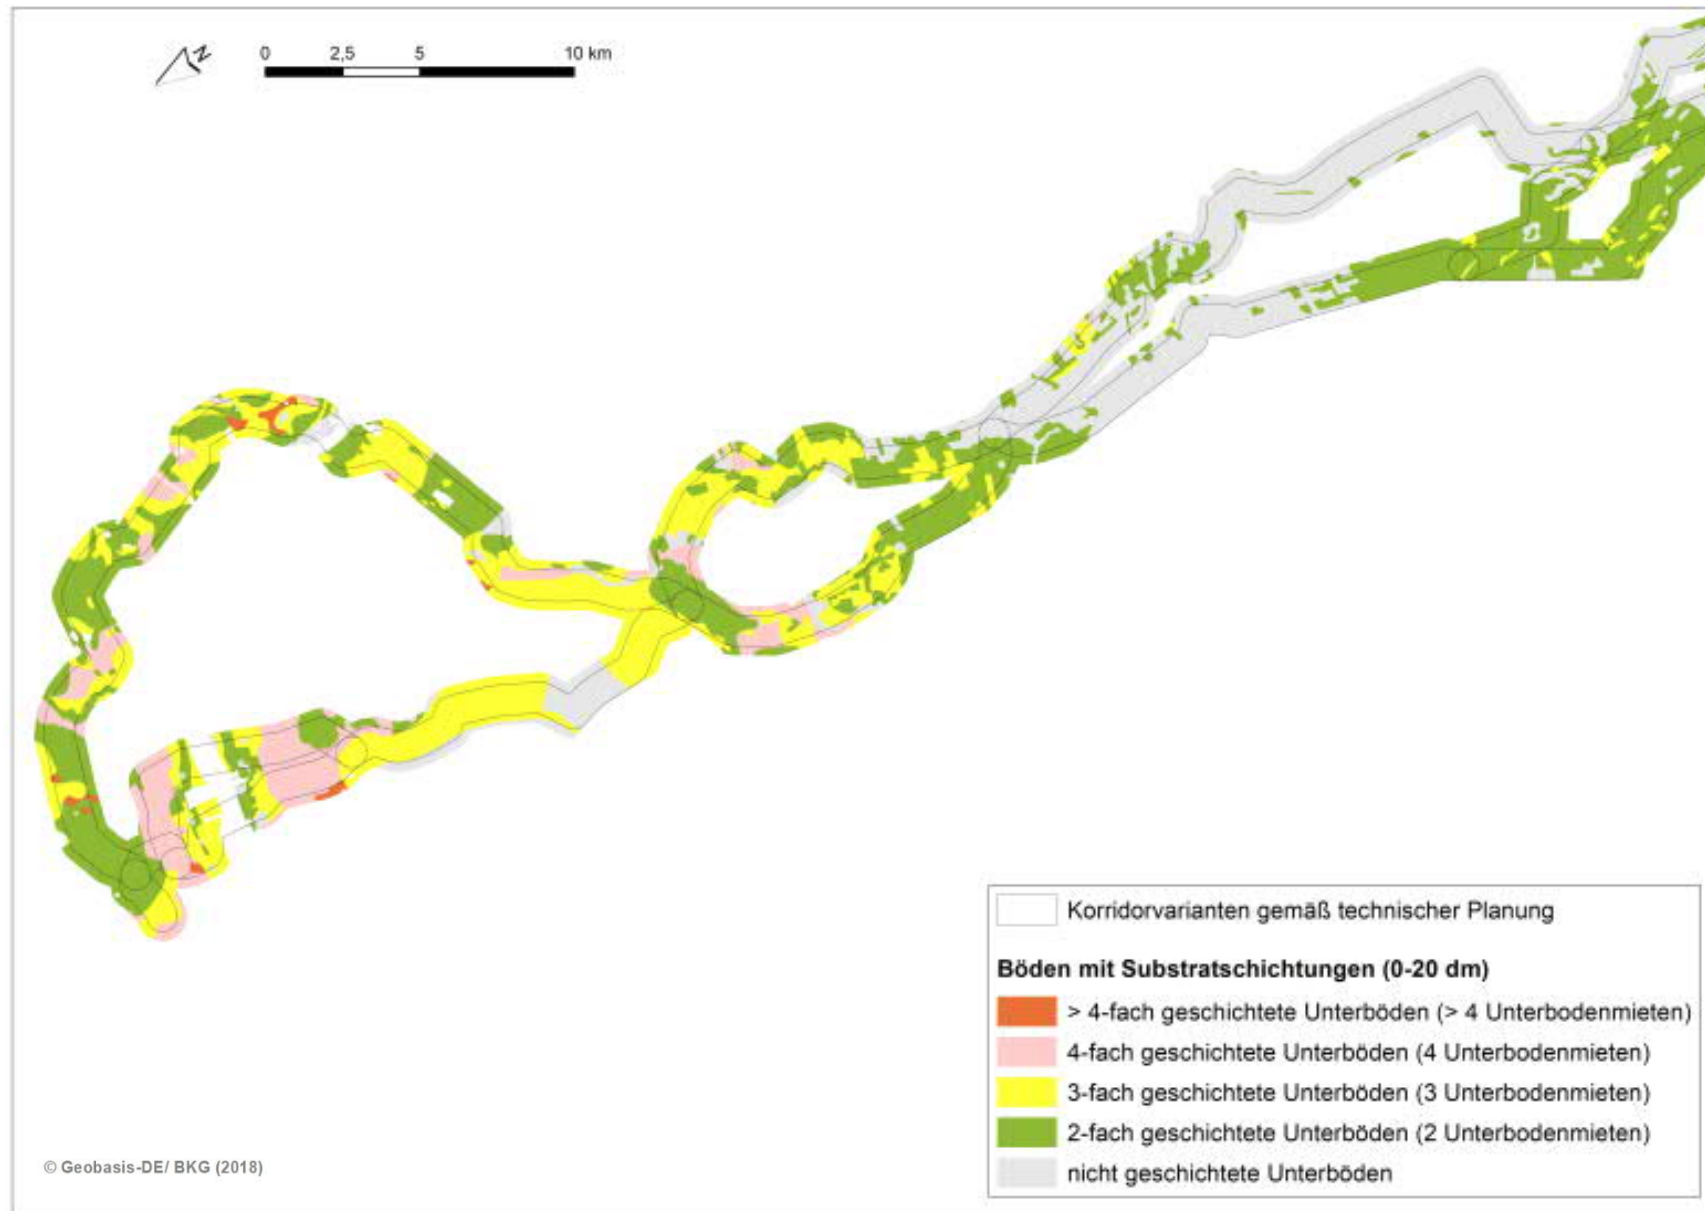 N
0 2,5 5 10 km
Korridorvarianten gemäß technischer Planung
Böden mit Substratschichtungen (0-20 dm)
> 4-fach geschichtete Unterböden (> 4 Unterbodenmieten)
4-fach geschichtete Unterböden (4 Unterbodenmieten)
3-fach geschichtete Unterböden (3 Unterbodenmieten)
2-fach geschichtete Unterböden (2 Unterbodenmieten)
nicht geschichtete Unterböden
© Geobasis-DE/ BKG (2018)